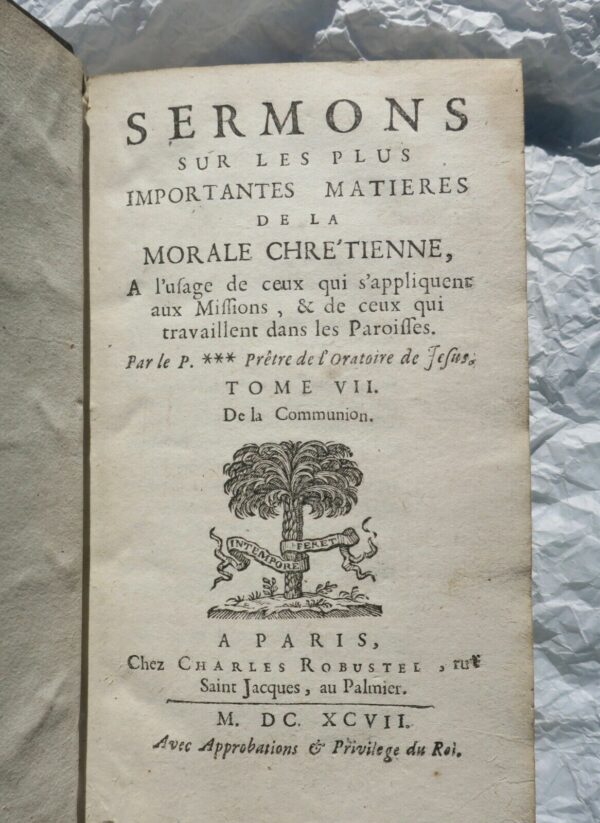 SERMONS
SUR LES PLUS
IMPORTANTES MATIERES
DE LA
MORALE CHRE'TIENNE,
A l'uſage de ceux qui s'appliquent
aux Miſſions, & de ceux qui
travaillent dans les Paroiſſes.
Par le P. *** Prêtre de l'Oratoire de Jeſus.
TOME VII.
De la Communion.
IN TEMPORE FERET
A PARIS,
Chez CHARLES ROBUSTEL, ruë
Saint Jacques, au Palmier.
M. DC. XCVII.
Avec Approbations & Privilege du Roi.